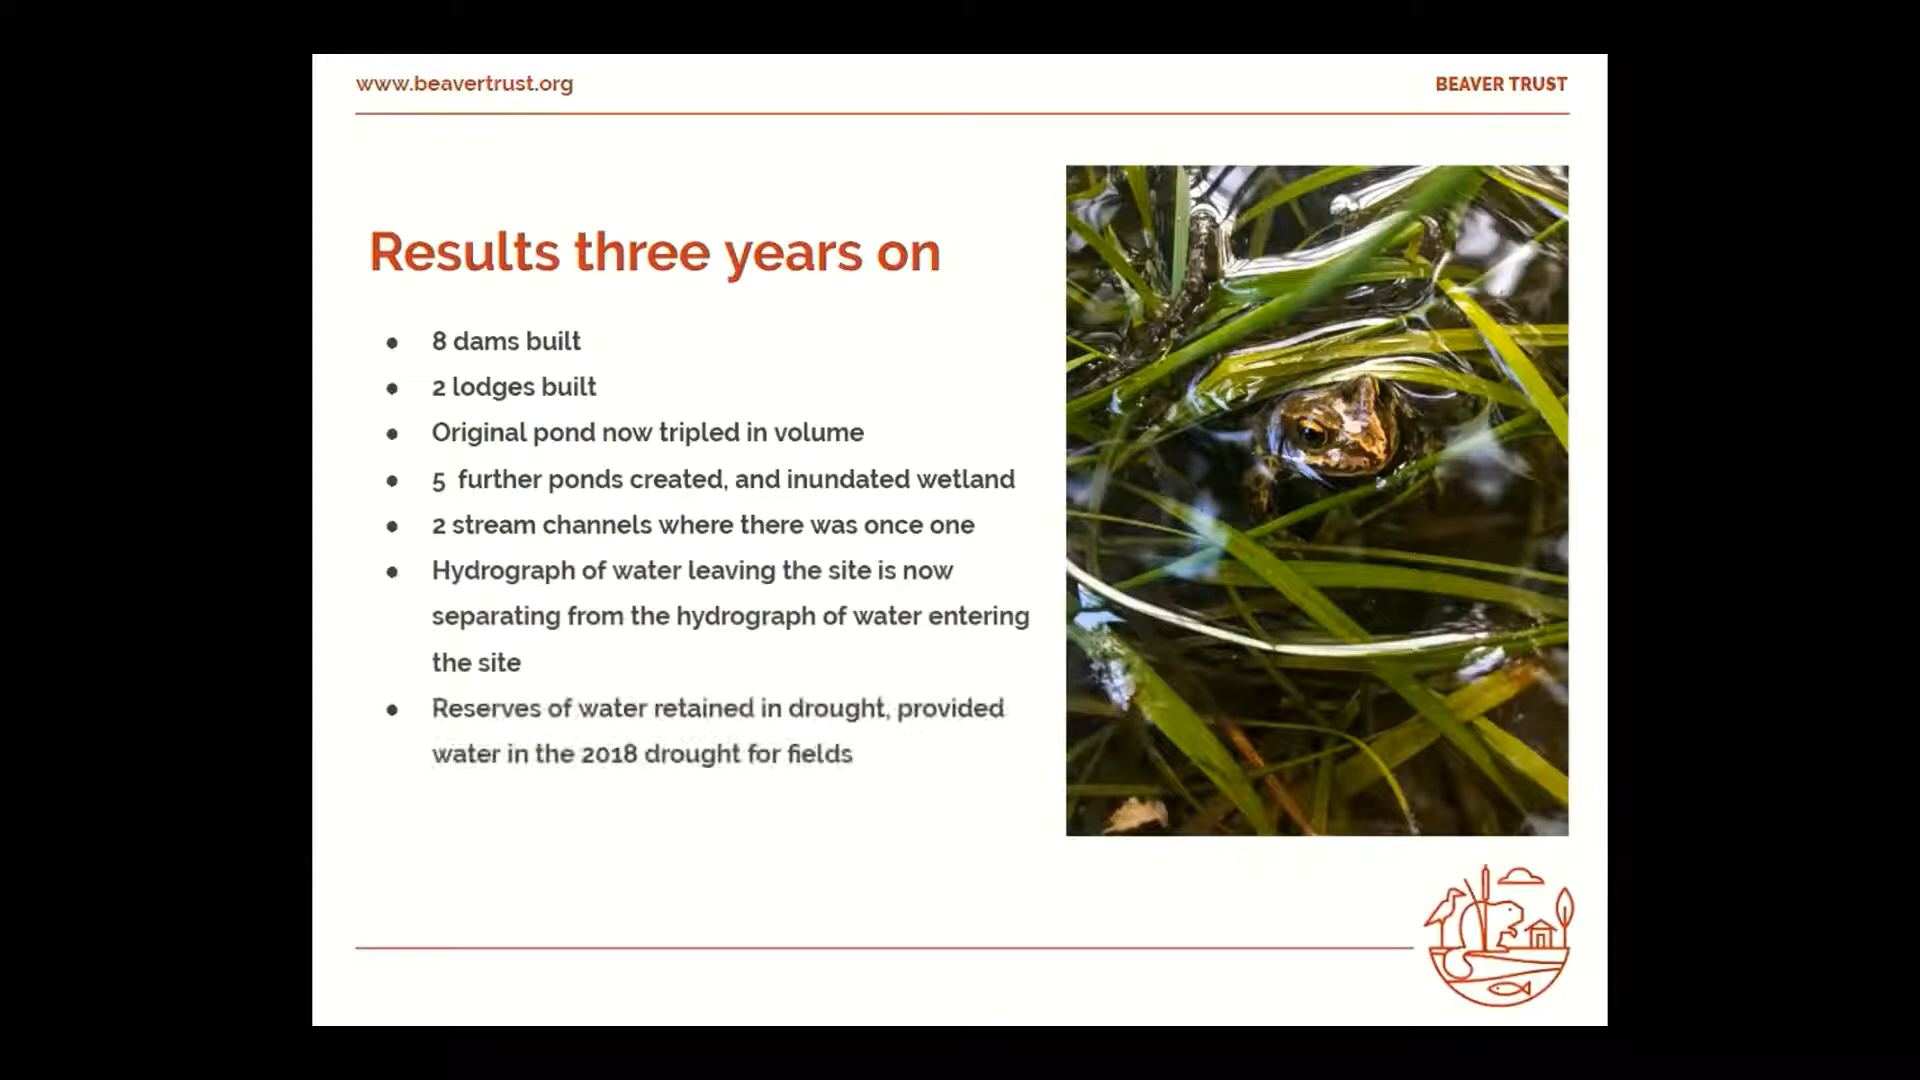 www.beavertrust.org
BEAVER TRUST
Results three years on
● 8 dams built
● 2 lodges built
● Original pond now tripled in volume
● 5 further ponds created, and inundated wetland
● 2 stream channels where there was once one
● Hydrograph of water leaving the site is now
separating from the hydrograph of water entering
the site
● Reserves of water retained in drought, provided
water in the 2018 drought for fields